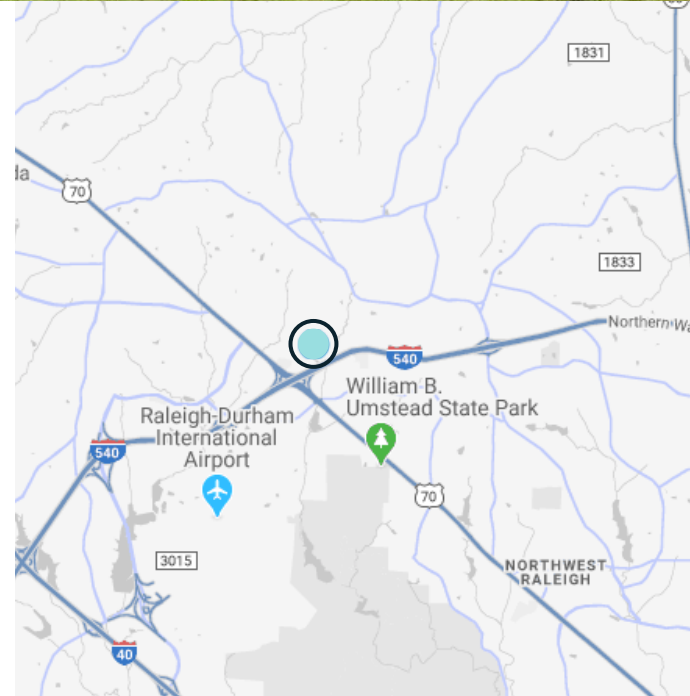 1831
da
70
1833
Northern Wa
540
William B.
Umstead State Park
Raleigh-Durham
International
Airport
540
70
3015
NORTHWEST
RALEIGH
40